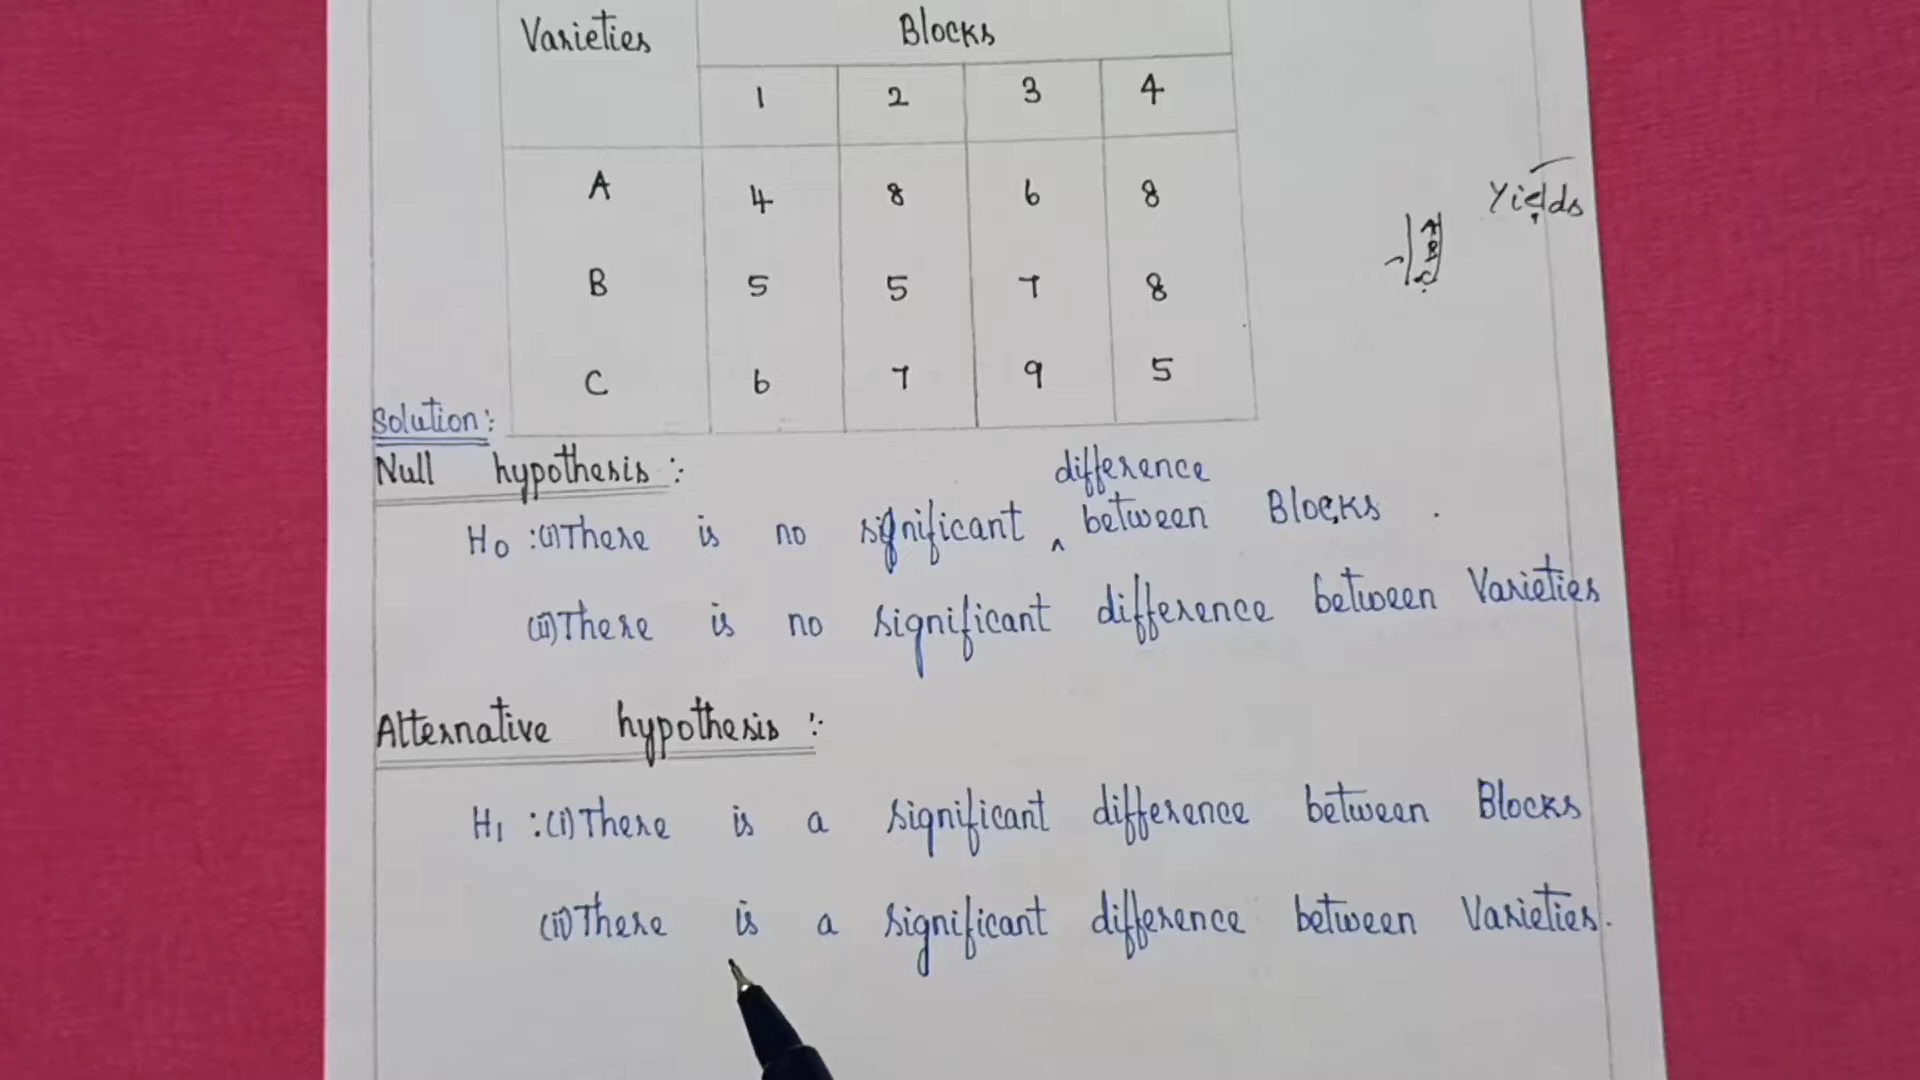 Varieties Blocks
1 2 3 4
A 4 8 6 8
B 5 5 7 8
C 6 7 9 5
Yields
A
B
C
Solution:
Null hypothesis :
difference
H0 :(i)There is no significant ^ between Blocks .
(ii)There is no significant difference between Varieties
Alternative hypothesis :
H1 :(i)There is a significant difference between Blocks
(ii)There is a significant difference between Varieties.